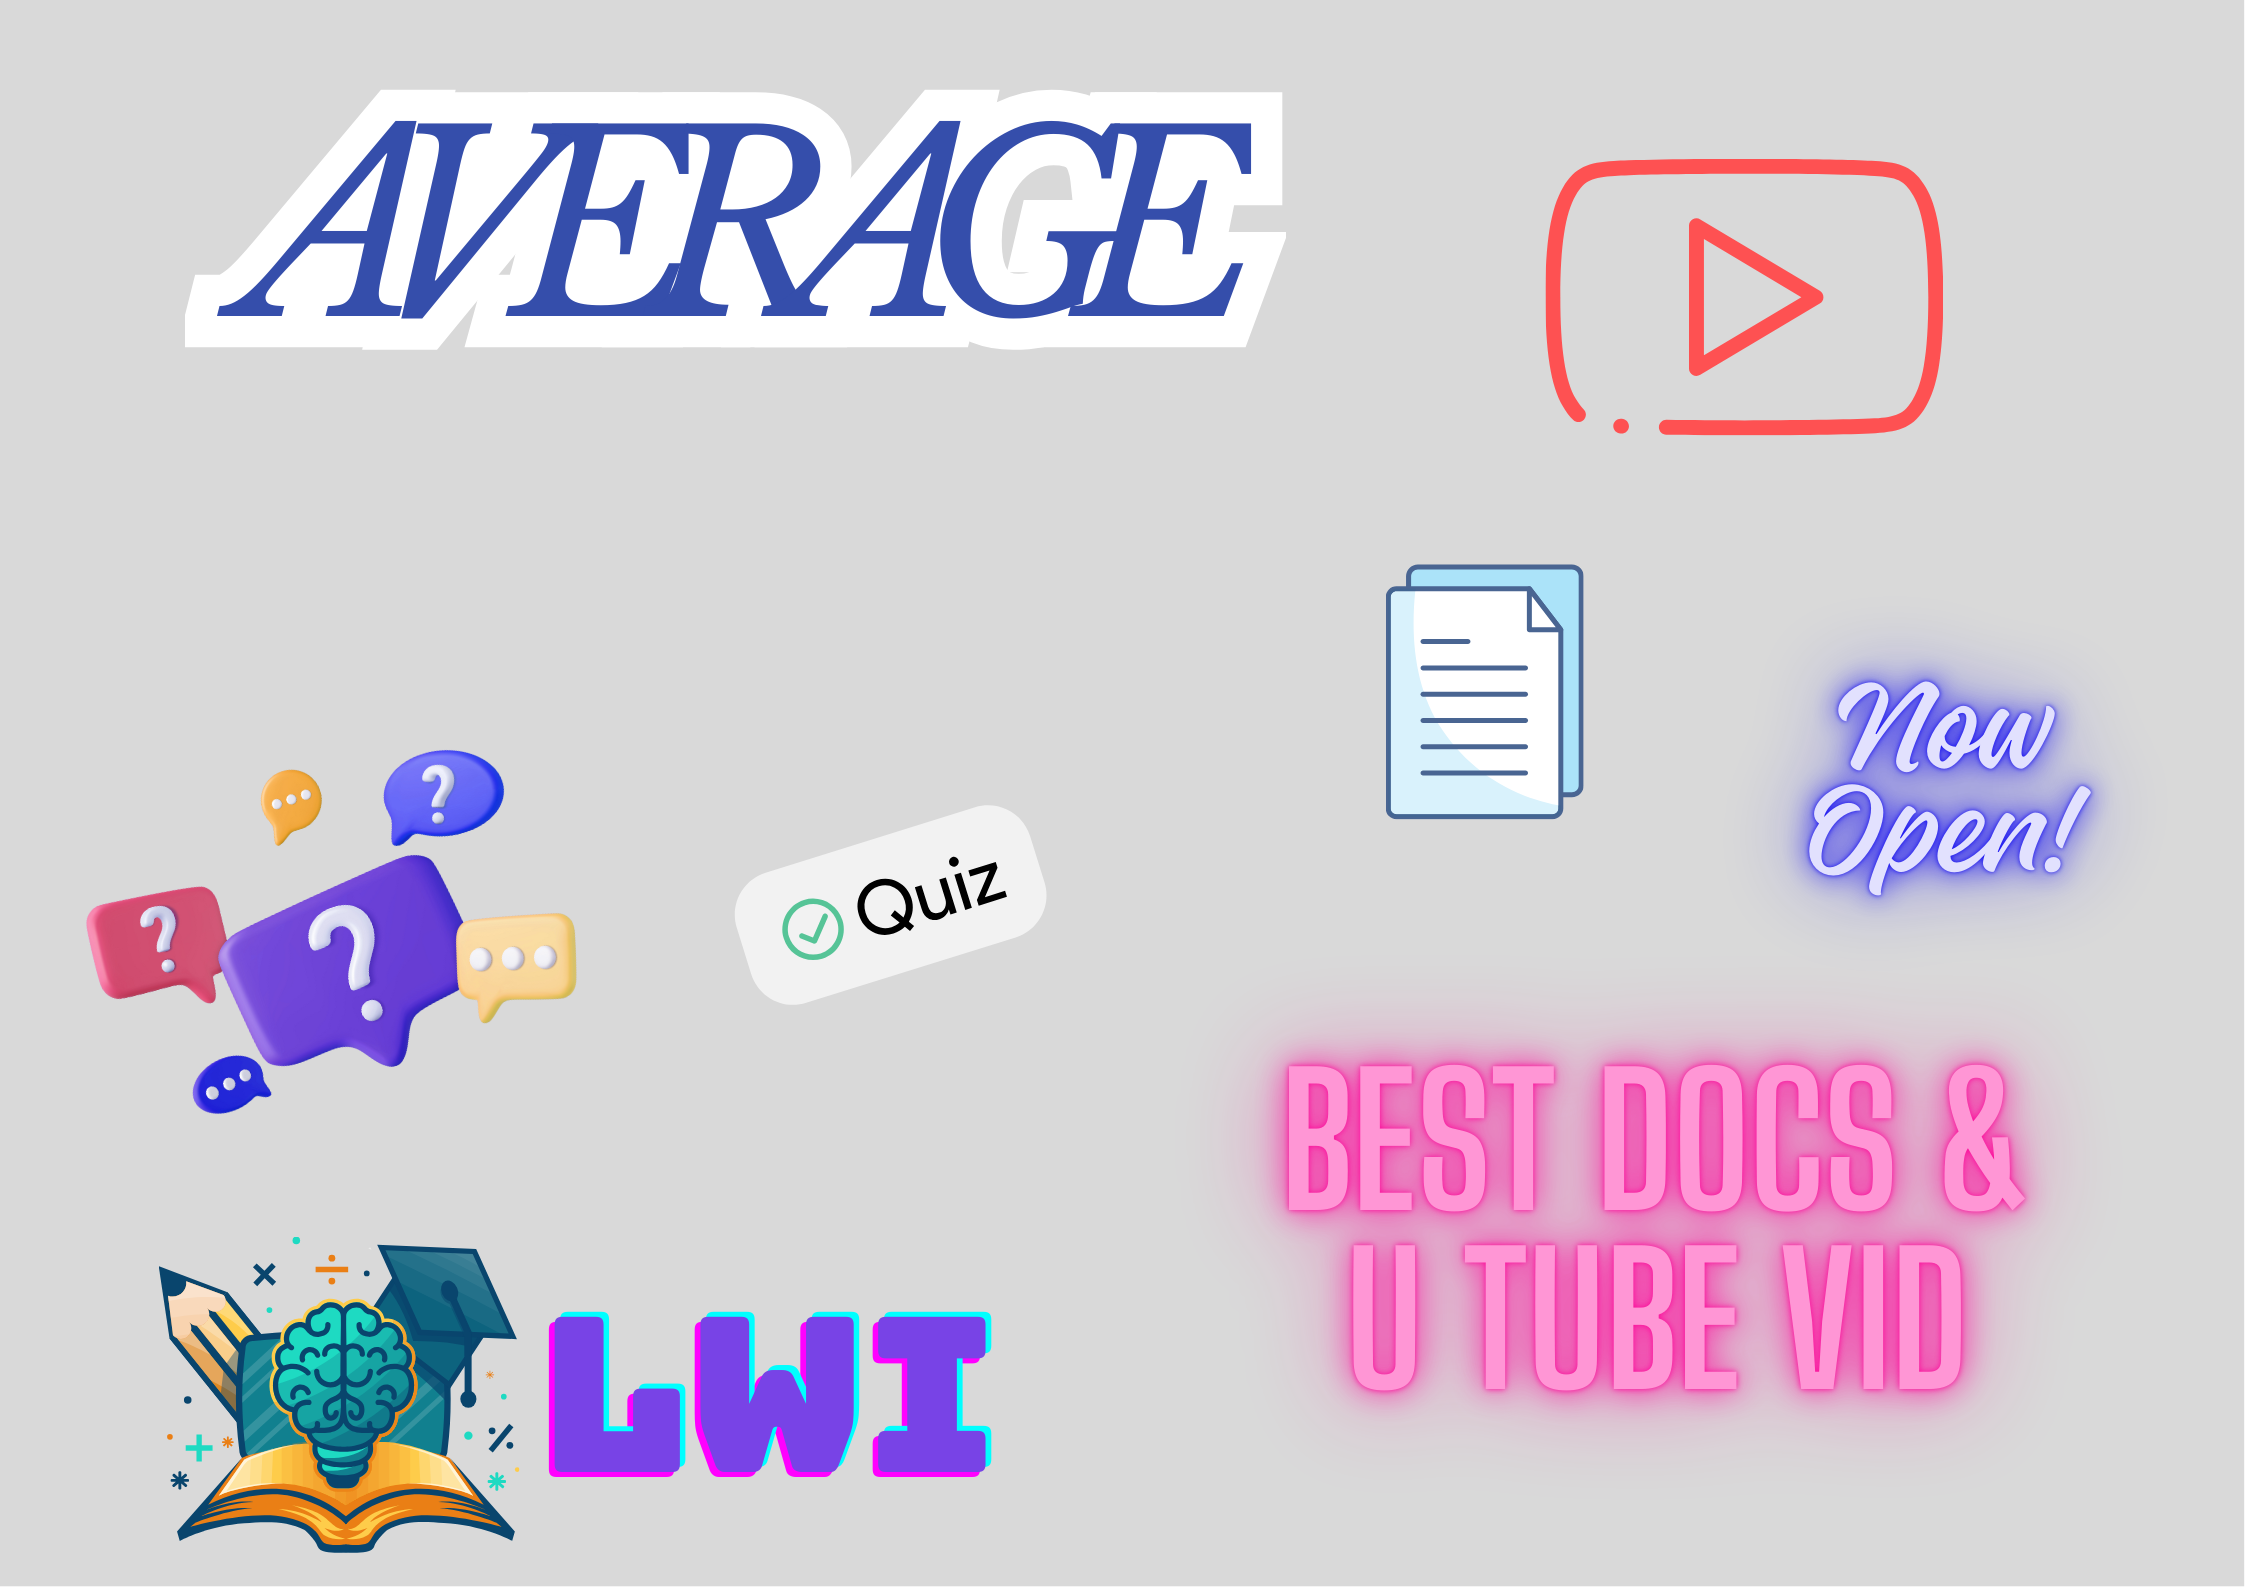 AVERAGE
Now
Open!
? 
?
?
Quiz
BEST DOCS &
U TUBE VID
LWI